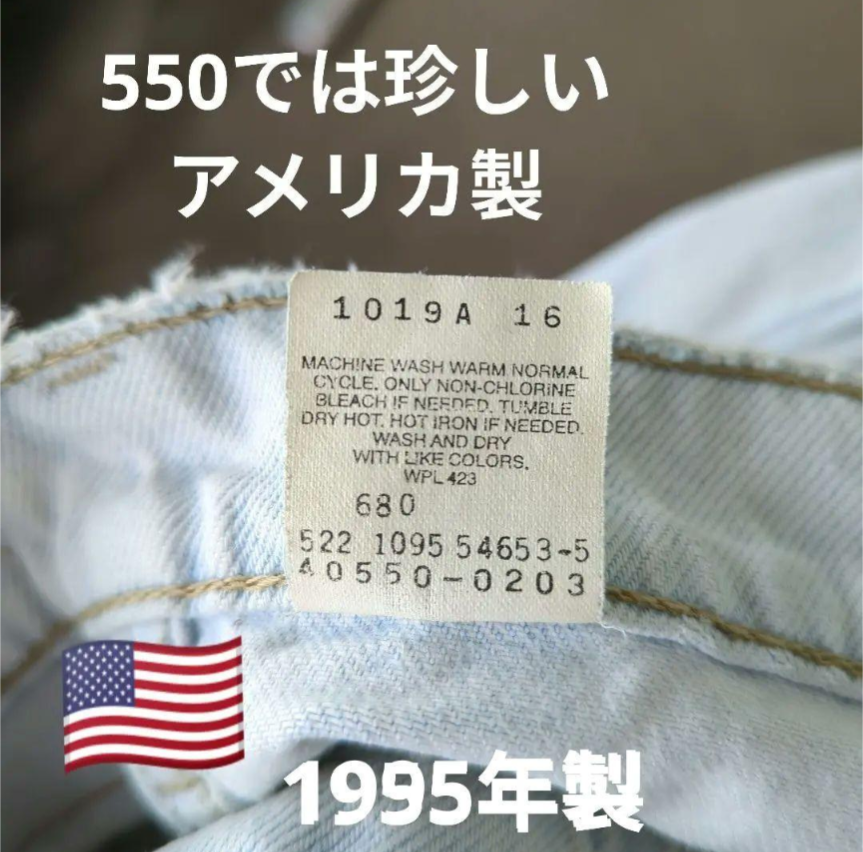 550では珍しい
アメリカ製
1019A 16
MACHINE WASH WARM NORMAL
CYCLE. ONLY NON-CHLORINE
BLEACH IF NEEDED. TUMBLE
DRY HOT. HOT IRON IF NEEDED.
WASH AND DRY
WITH LIKE COLORS.
WPL 423
680
522 1095 54653-5
40550-0203
1995年製